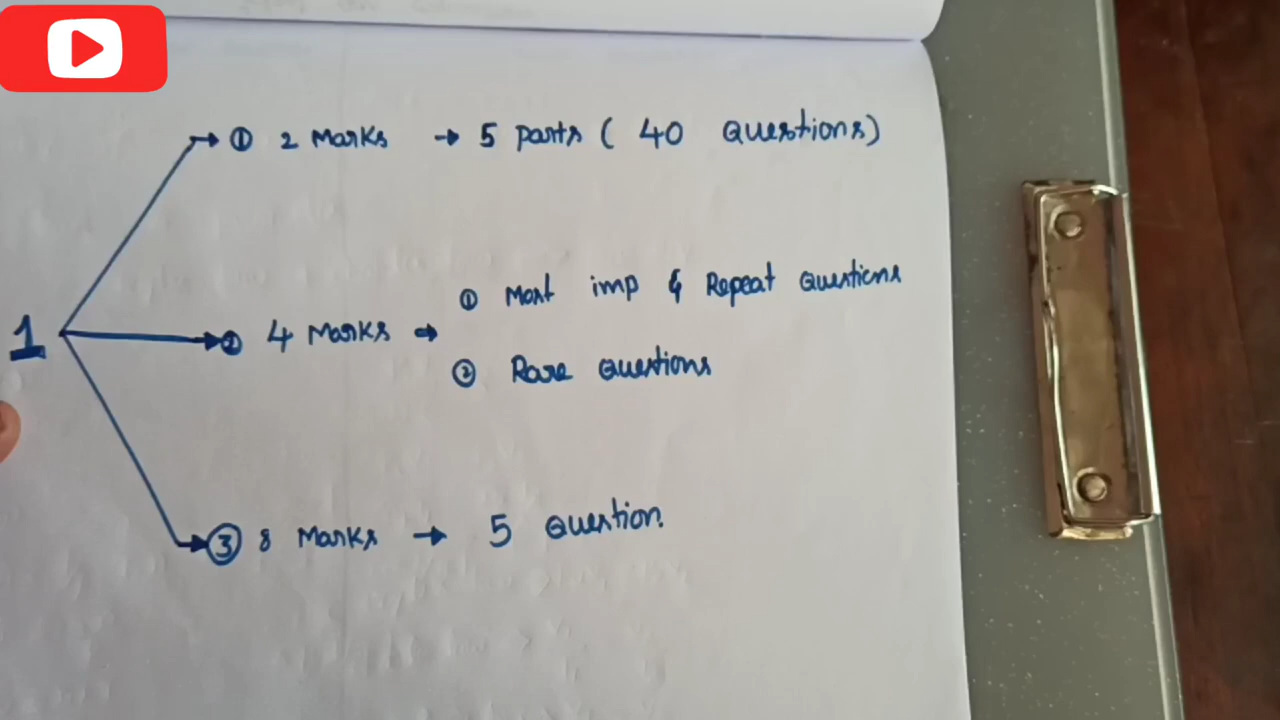 ① 2 Marks → 5 parts ( 40 Questions)
1
② 4 Marks →
① Most imp & Repeat Questions
② Rare Questions
③ 8 Marks → 5 Question